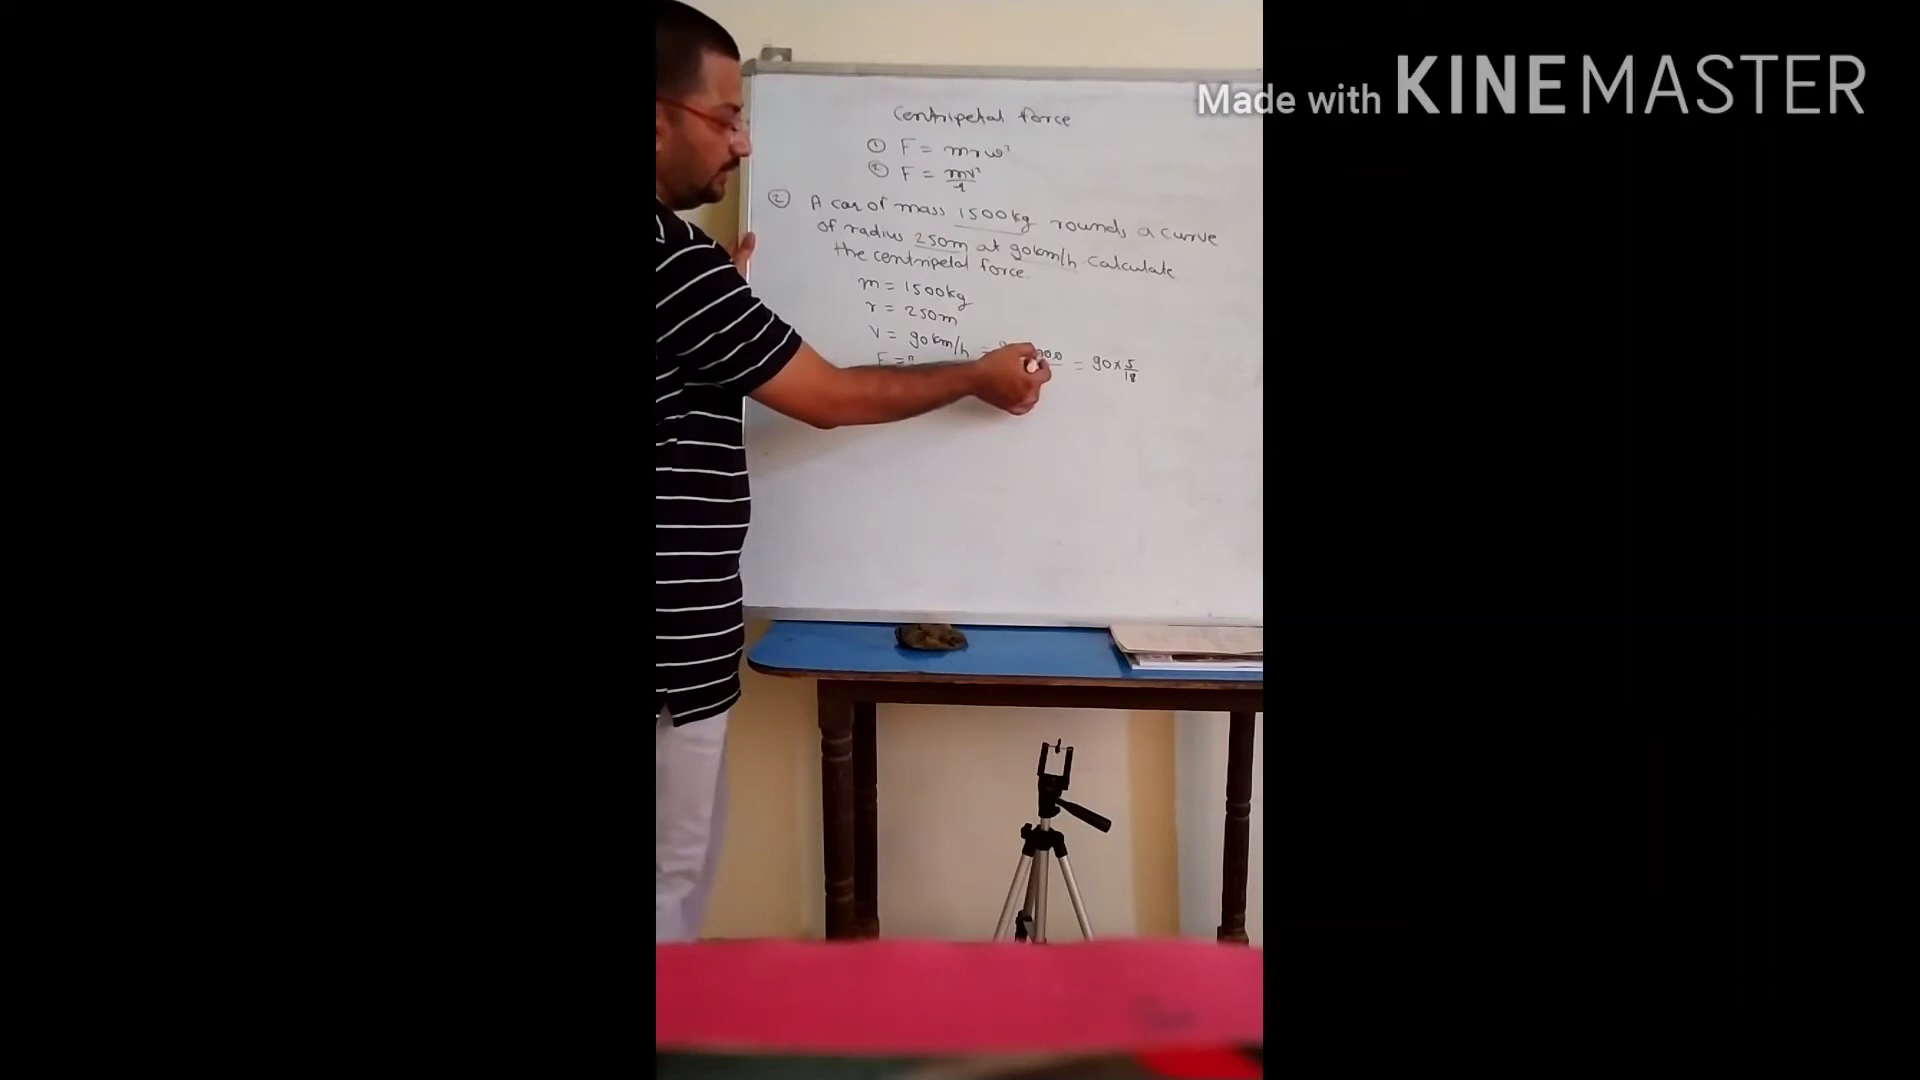 Made with KINEMASTER
Centripetal force
① F = mrω²
② F = mv²/r
② A car of mass 1500kg rounds a curve
of radius 250m at 90km/h Calculate
the centripetal force
m = 1500kg
r = 250m
V = 90km/h = = 90 × 5/18
F = ?